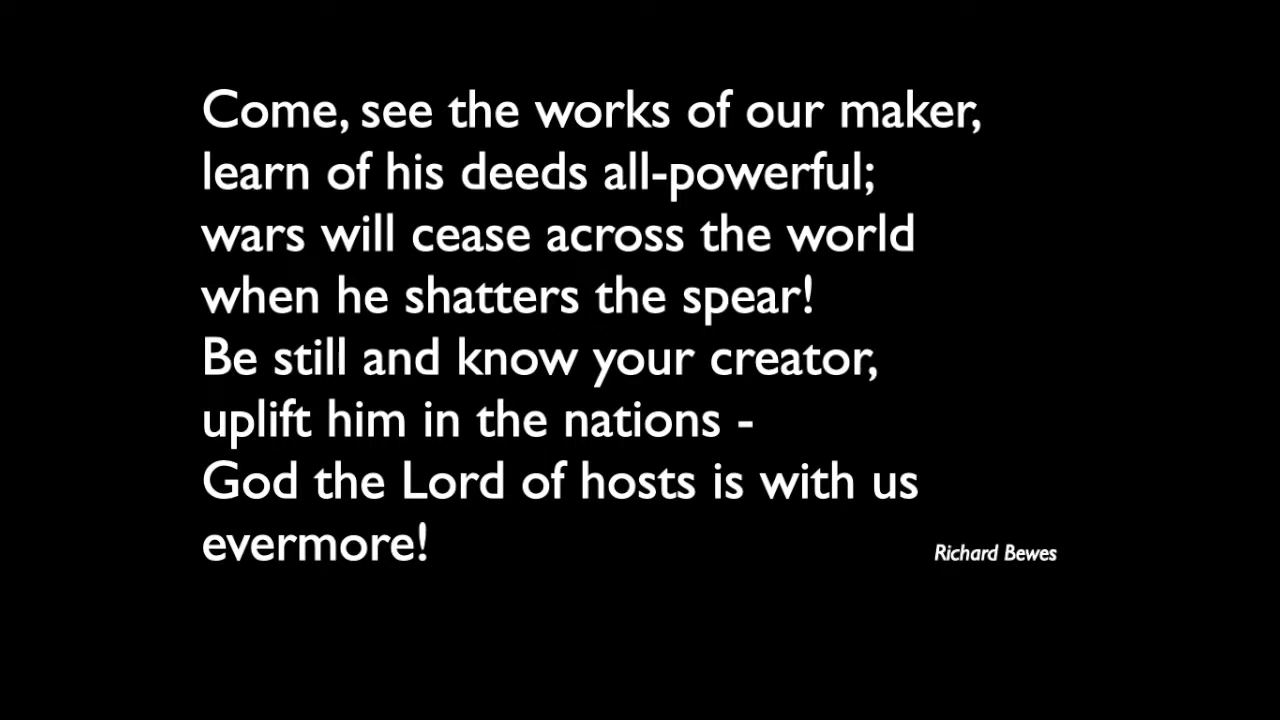 Come, see the works of our maker,
learn of his deeds all-powerful;
wars will cease across the world
when he shatters the spear!
Be still and know your creator,
uplift him in the nations -
God the Lord of hosts is with us
evermore!
Richard Bewes